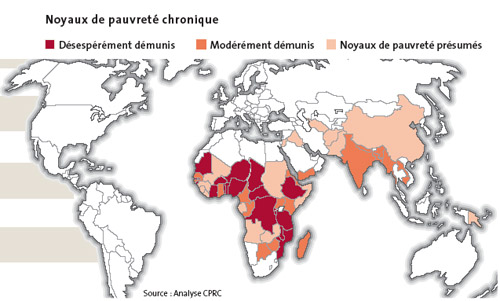 Noyaux de pauvreté chronique
Désespérément démunis Modérément démunis Noyaux de pauvreté présumés
Source : Analyse CPRC